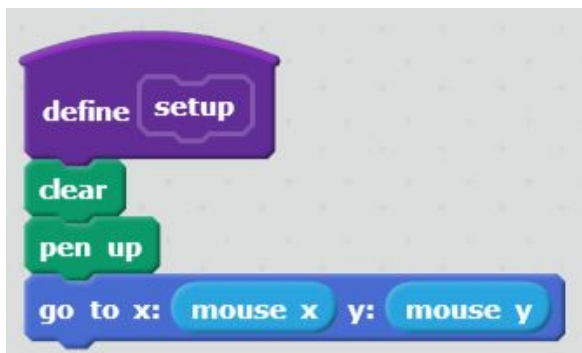 define setup
clear
pen up
go to x: mouse x y: mouse y